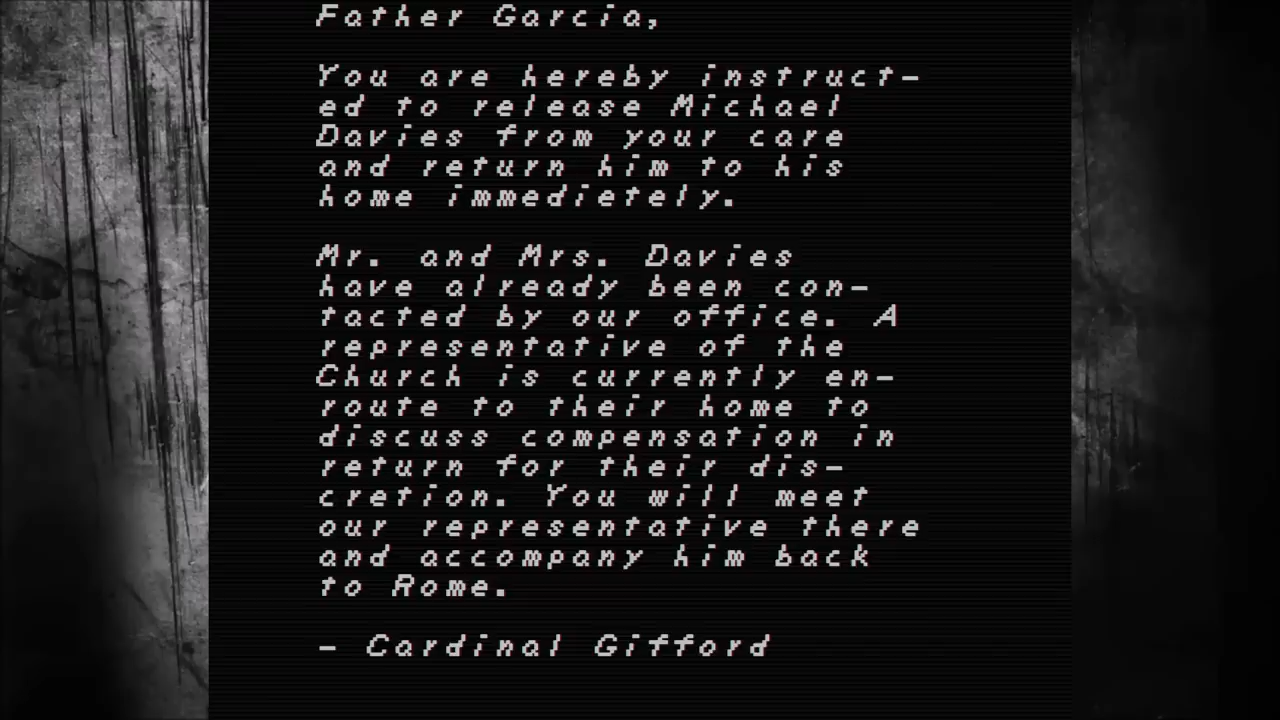 Father Garcia,
You are hereby instruct-
ed to release Michael
Davies from your care
and return him to his
home immedietely.
Mr. and Mrs. Davies
have already been con-
tacted by our office. A
representative of the
Church is currently en-
route to their home to
discuss compensation in
return for their dis-
cretion. You will meet
our representative there
and accompany him back
to Rome.
- Cardinal Gifford